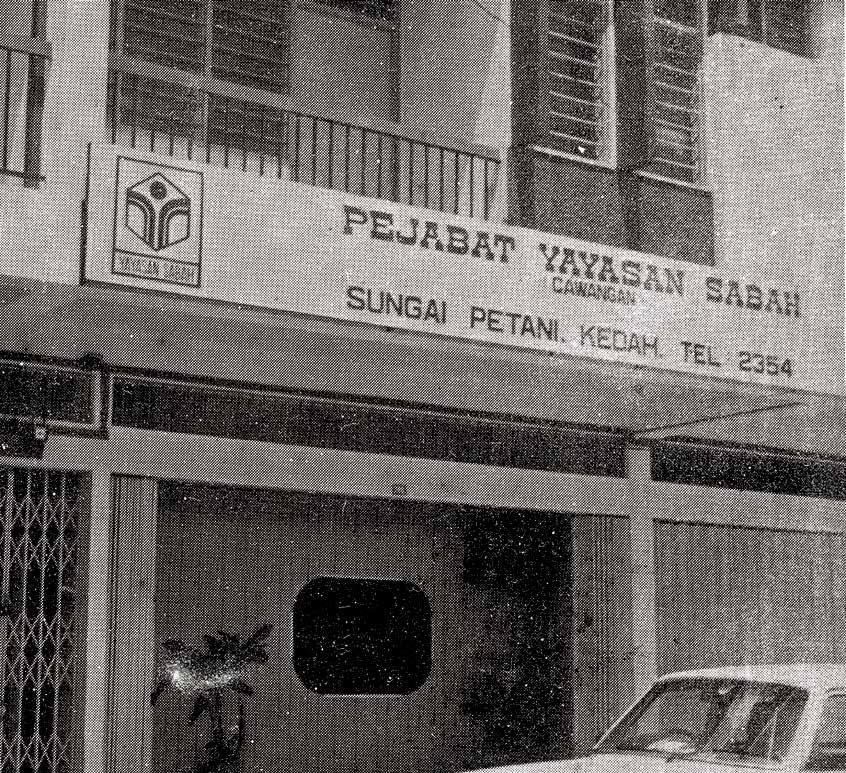 YAYASAN SABAH
PEJABAT YAYASAN SABAH
CAWANGAN
SUNGAI PETANI. KEDAH. TEL 2354